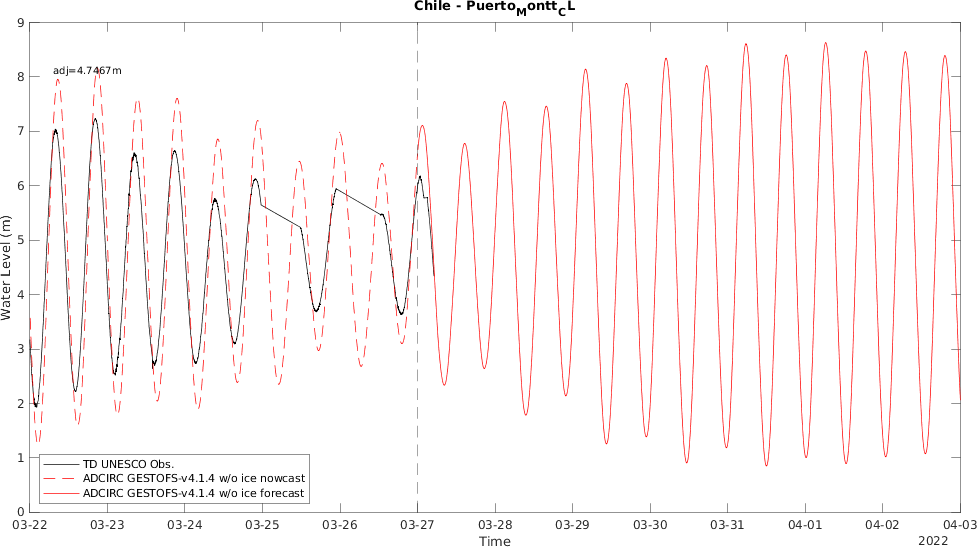 Chile - PuertoMonttCL
9
adj=4.7467m
8
7
6
5
4
3
2
1
0
Water Level (m)
TD UNESCO Obs.
ADCIRC GESTOFS-v4.1.4 w/o ice nowcast
ADCIRC GESTOFS-v4.1.4 w/o ice forecast
03-22 03-23 03-24 03-25 03-26 03-27 03-28 03-29 03-30 03-31 04-01 04-02 04-03
Time
2022